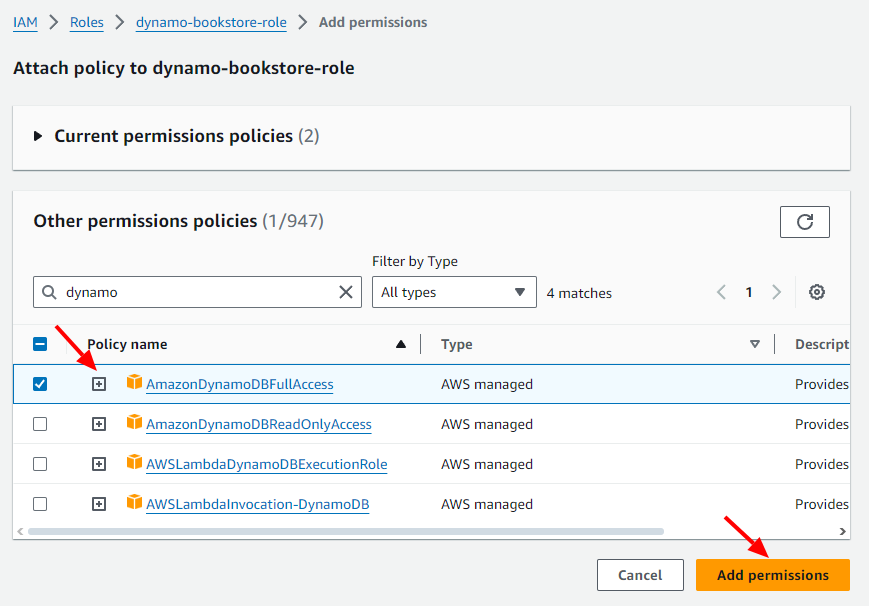 IAM > Roles > dynamo-bookstore-role > Add permissions
Attach policy to dynamo-bookstore-role
Current permissions policies (2)
Other permissions policies (1/947)
Filter by Type
dynamo All types 4 matches 1
Policy name Type Descript
AmazonDynamoDBFullAccess AWS managed Provides
AmazonDynamoDBReadOnlyAccess AWS managed Provides
AWSLambdaDynamoDBExecutionRole AWS managed Provides
AWSLambdaInvocation-DynamoDB AWS managed Provides
Cancel Add permissions